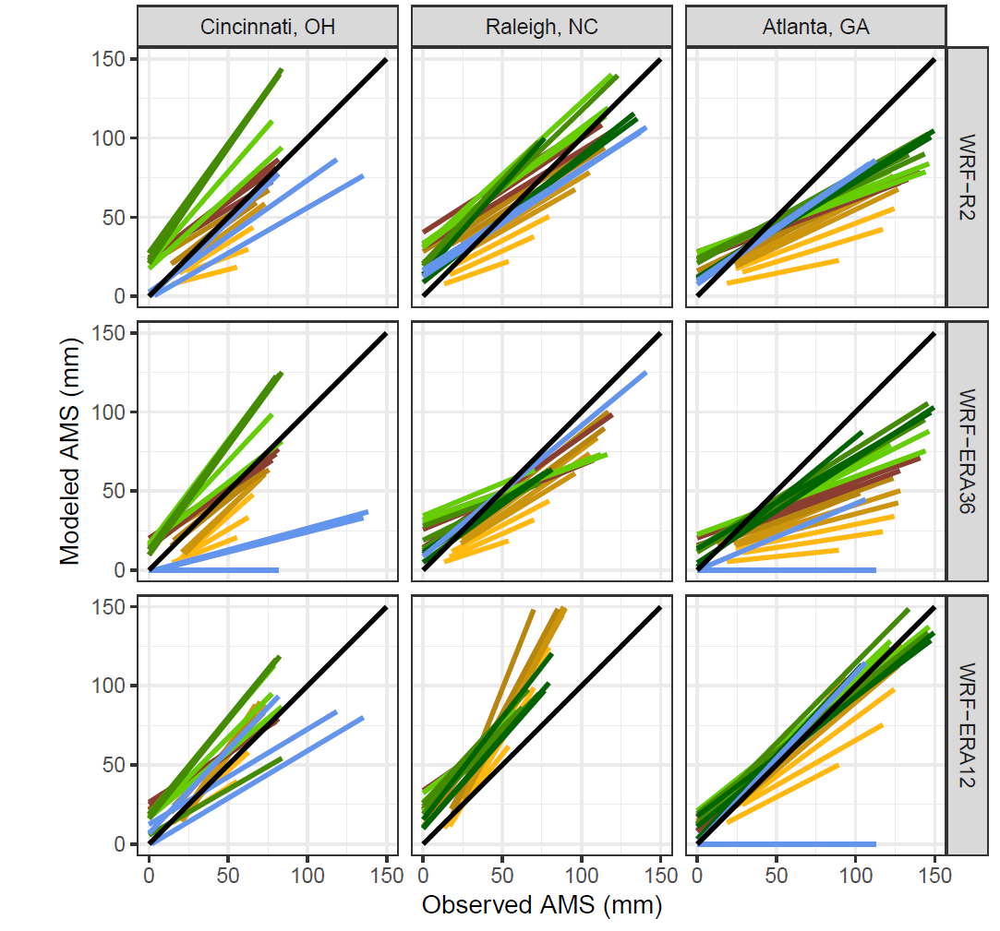 Cincinnati, OH Raleigh, NC Atlanta, GA
150
100
50
0
WRF−R2
150
100
50
0
WRF−ERA36
Modeled AMS (mm)
150
100
50
0
WRF−ERA12
0 50 100 150 0 50 100 150 0 50 100 150
Observed AMS (mm)